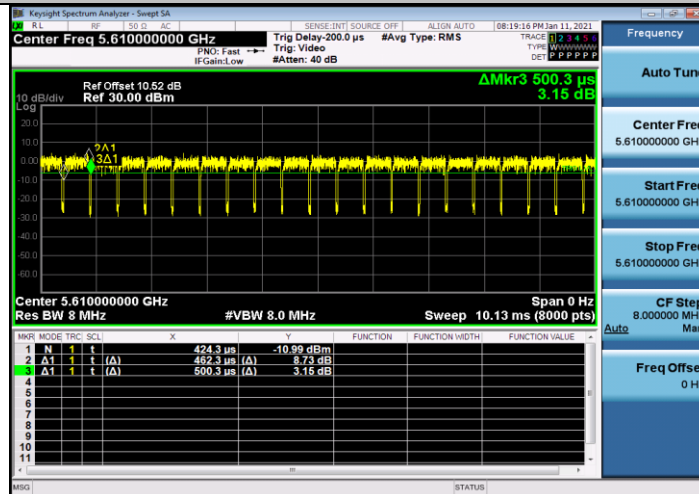 Keysight Spectrum Analyzer - Swept SA
RL RF 50 Ω AC SENSE:INT SOURCE OFF ALIGN AUTO 08:19:16 PM Jan 11, 2021
Center Freq 5.610000000 GHz
PNO: Fast
IFGain:Low
Trig Delay-200.0 µs
Trig: Video
#Atten: 40 dB
#Avg Type: RMS
TRACE 1 2 3 4 5 6
TYPE WWWWWW
DET P P P P P P
Ref Offset 10.52 dB
Ref 30.00 dBm
10 dB/div
Log
ΔMkr3 500.3 µs
3.15 dB
20.0
10.0
0.00
-10.0
-20.0
-30.0
-40.0
-50.0
-60.0
2Δ1
3Δ1
Center 5.610000000 GHz Span 0 Hz
Res BW 8 MHz #VBW 8.0 MHz Sweep 10.13 ms (8000 pts)
MKR MODE TRC SCL X Y FUNCTION FUNCTION WIDTH FUNCTION VALUE
1 N 1 t 424.3 µs -10.99 dBm
2 Δ1 1 t (Δ) 462.3 µs (Δ) 8.73 dB
3 Δ1 1 t (Δ) 500.3 µs (Δ) 3.15 dB
4
5
6
7
8
9
10
11
MSG STATUS
Frequency
Auto Tune
Center Freq
5.610000000 GH
Start Freq
5.610000000 GH
Stop Freq
5.610000000 GH
CF Step
8.000000 MH
Auto Ma
Freq Offse
0 H